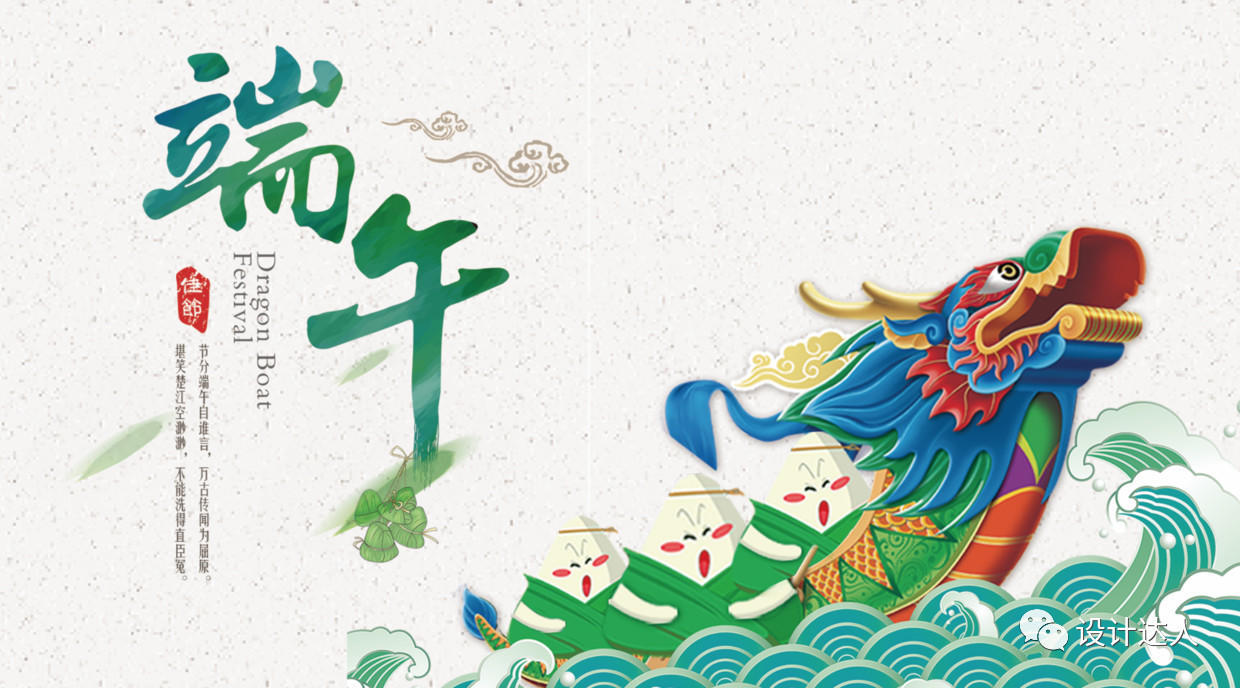 端午
Dragon Boat
Festival
佳節
节分端午自谁言，万古传闻为屈原。
堪笑楚江空渺渺，不能洗得直臣冤。
设计达人